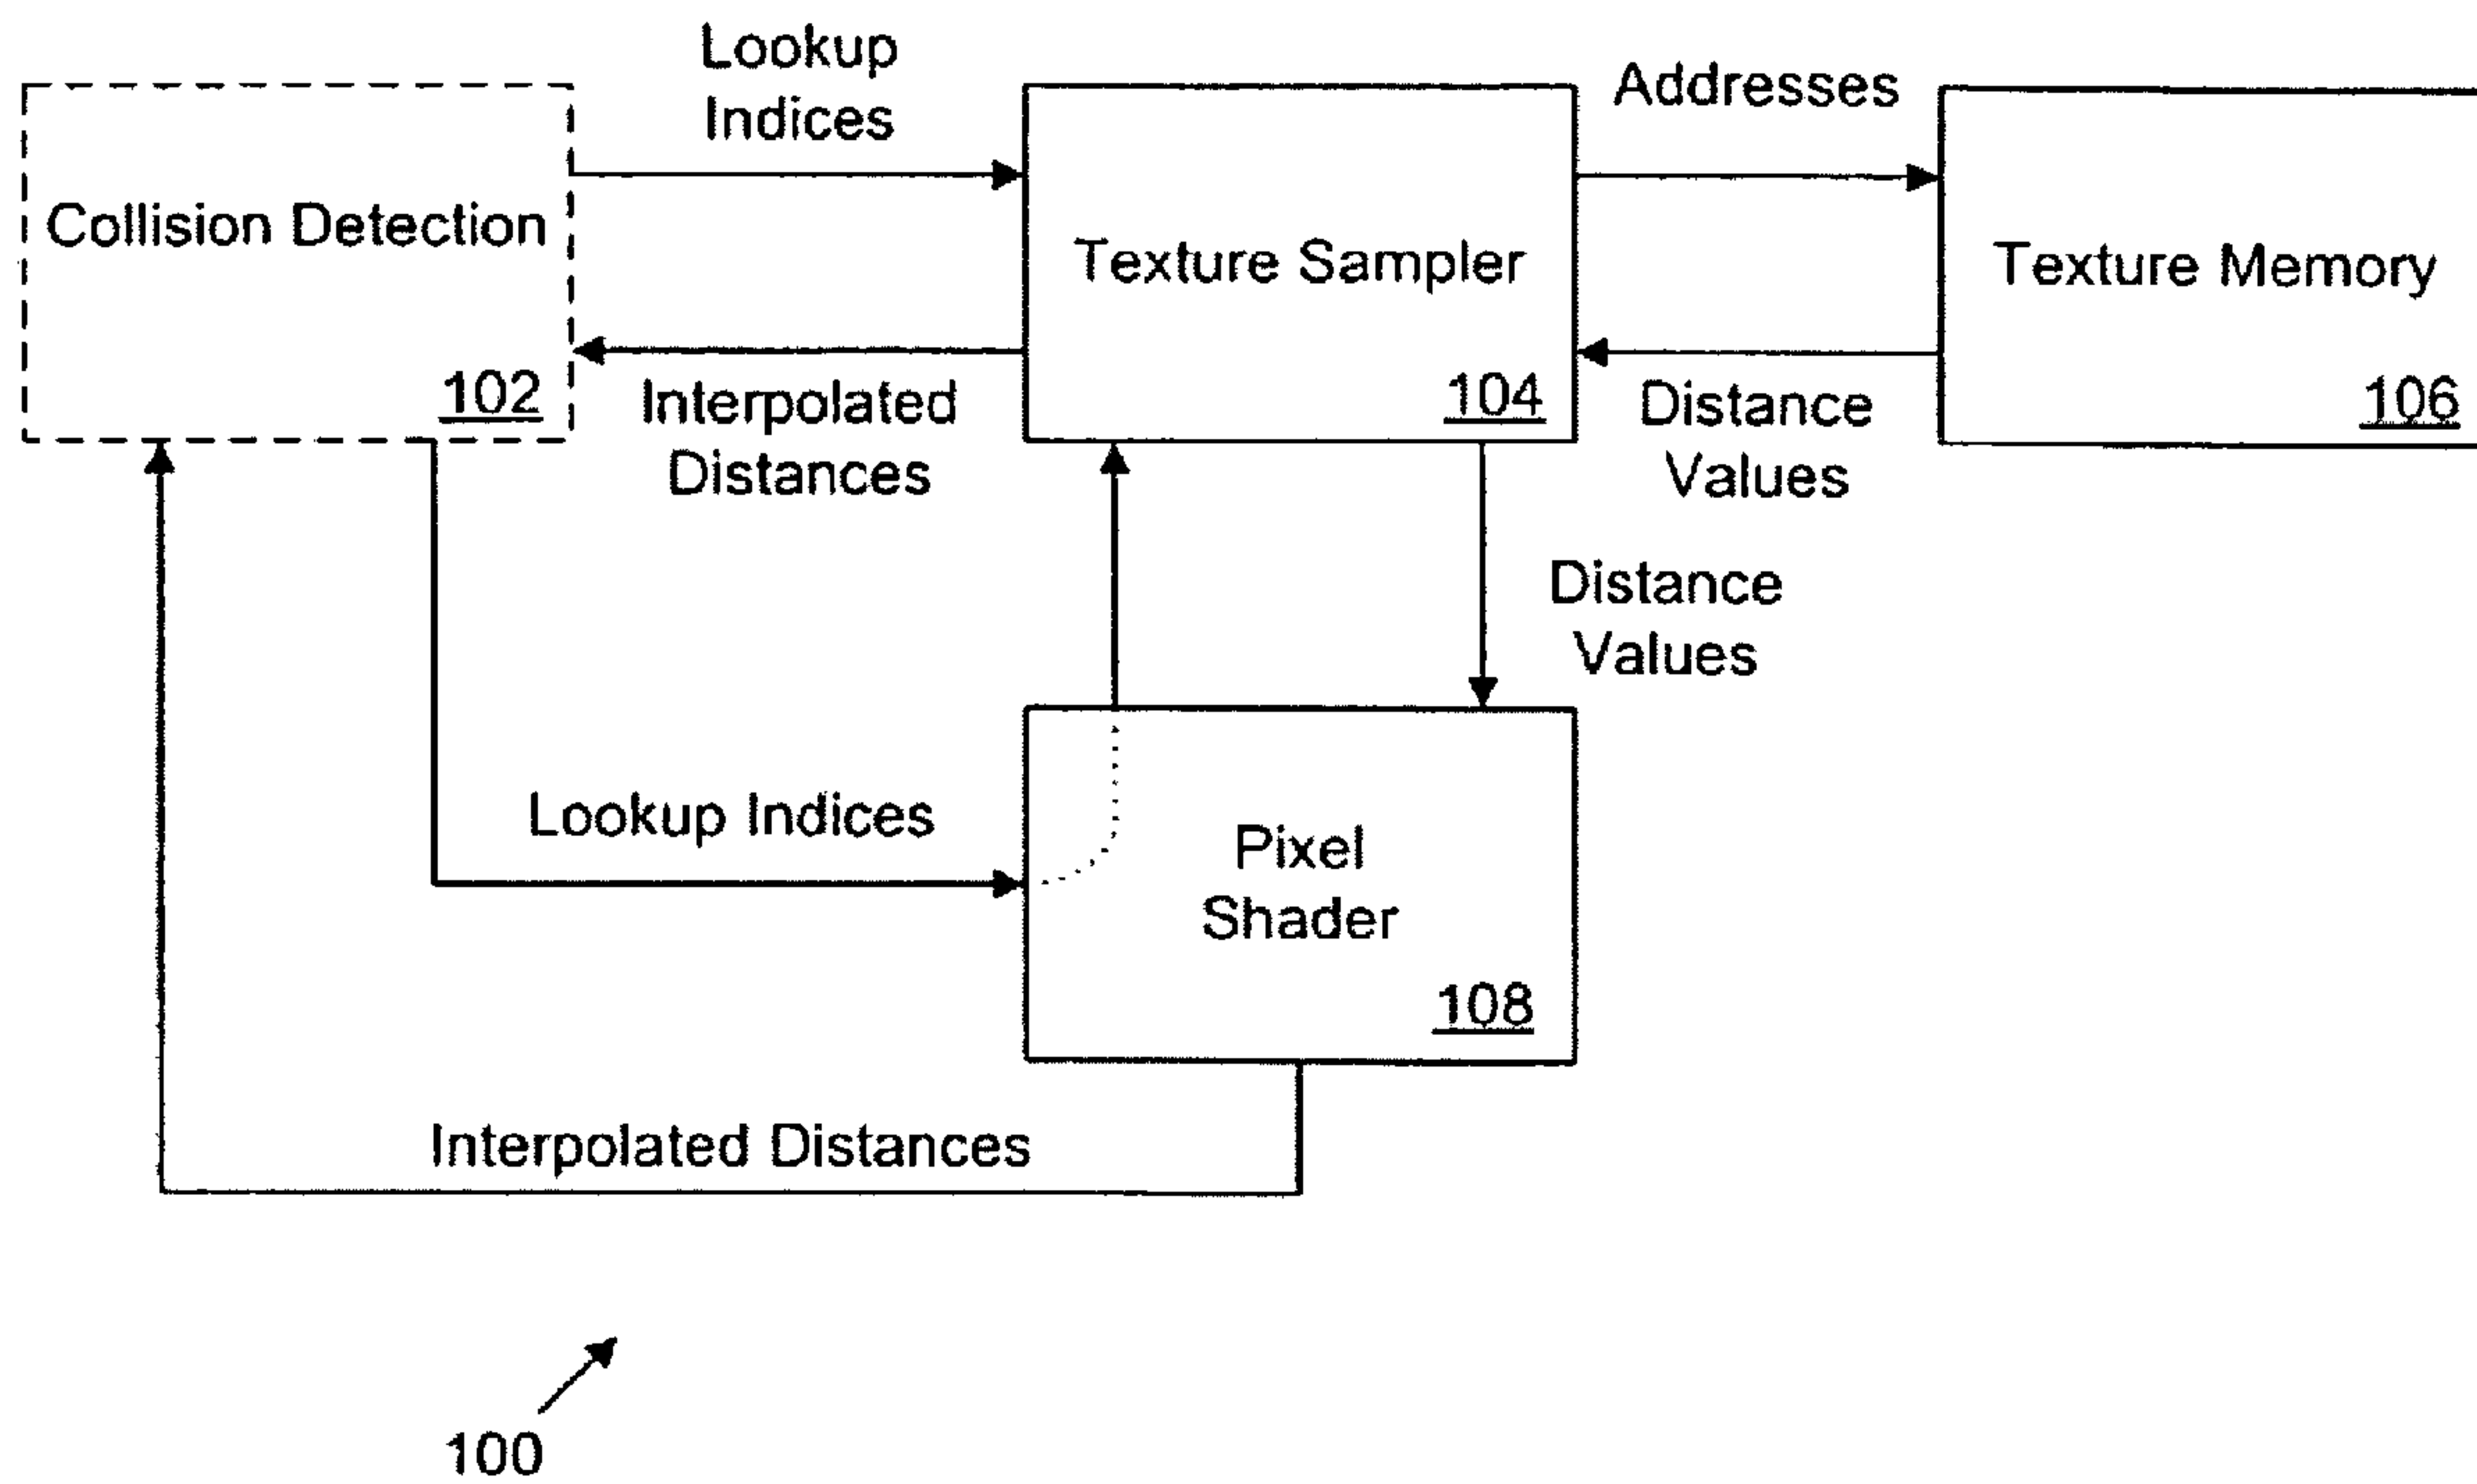 Lookup
Indices
Addresses
Collision Detection
Texture Sampler
Texture Memory
102
Interpolated
Distances
104
Distance
Values
106
Distance
Values
Lookup Indices
Pixel
Shader
108
Interpolated Distances
100